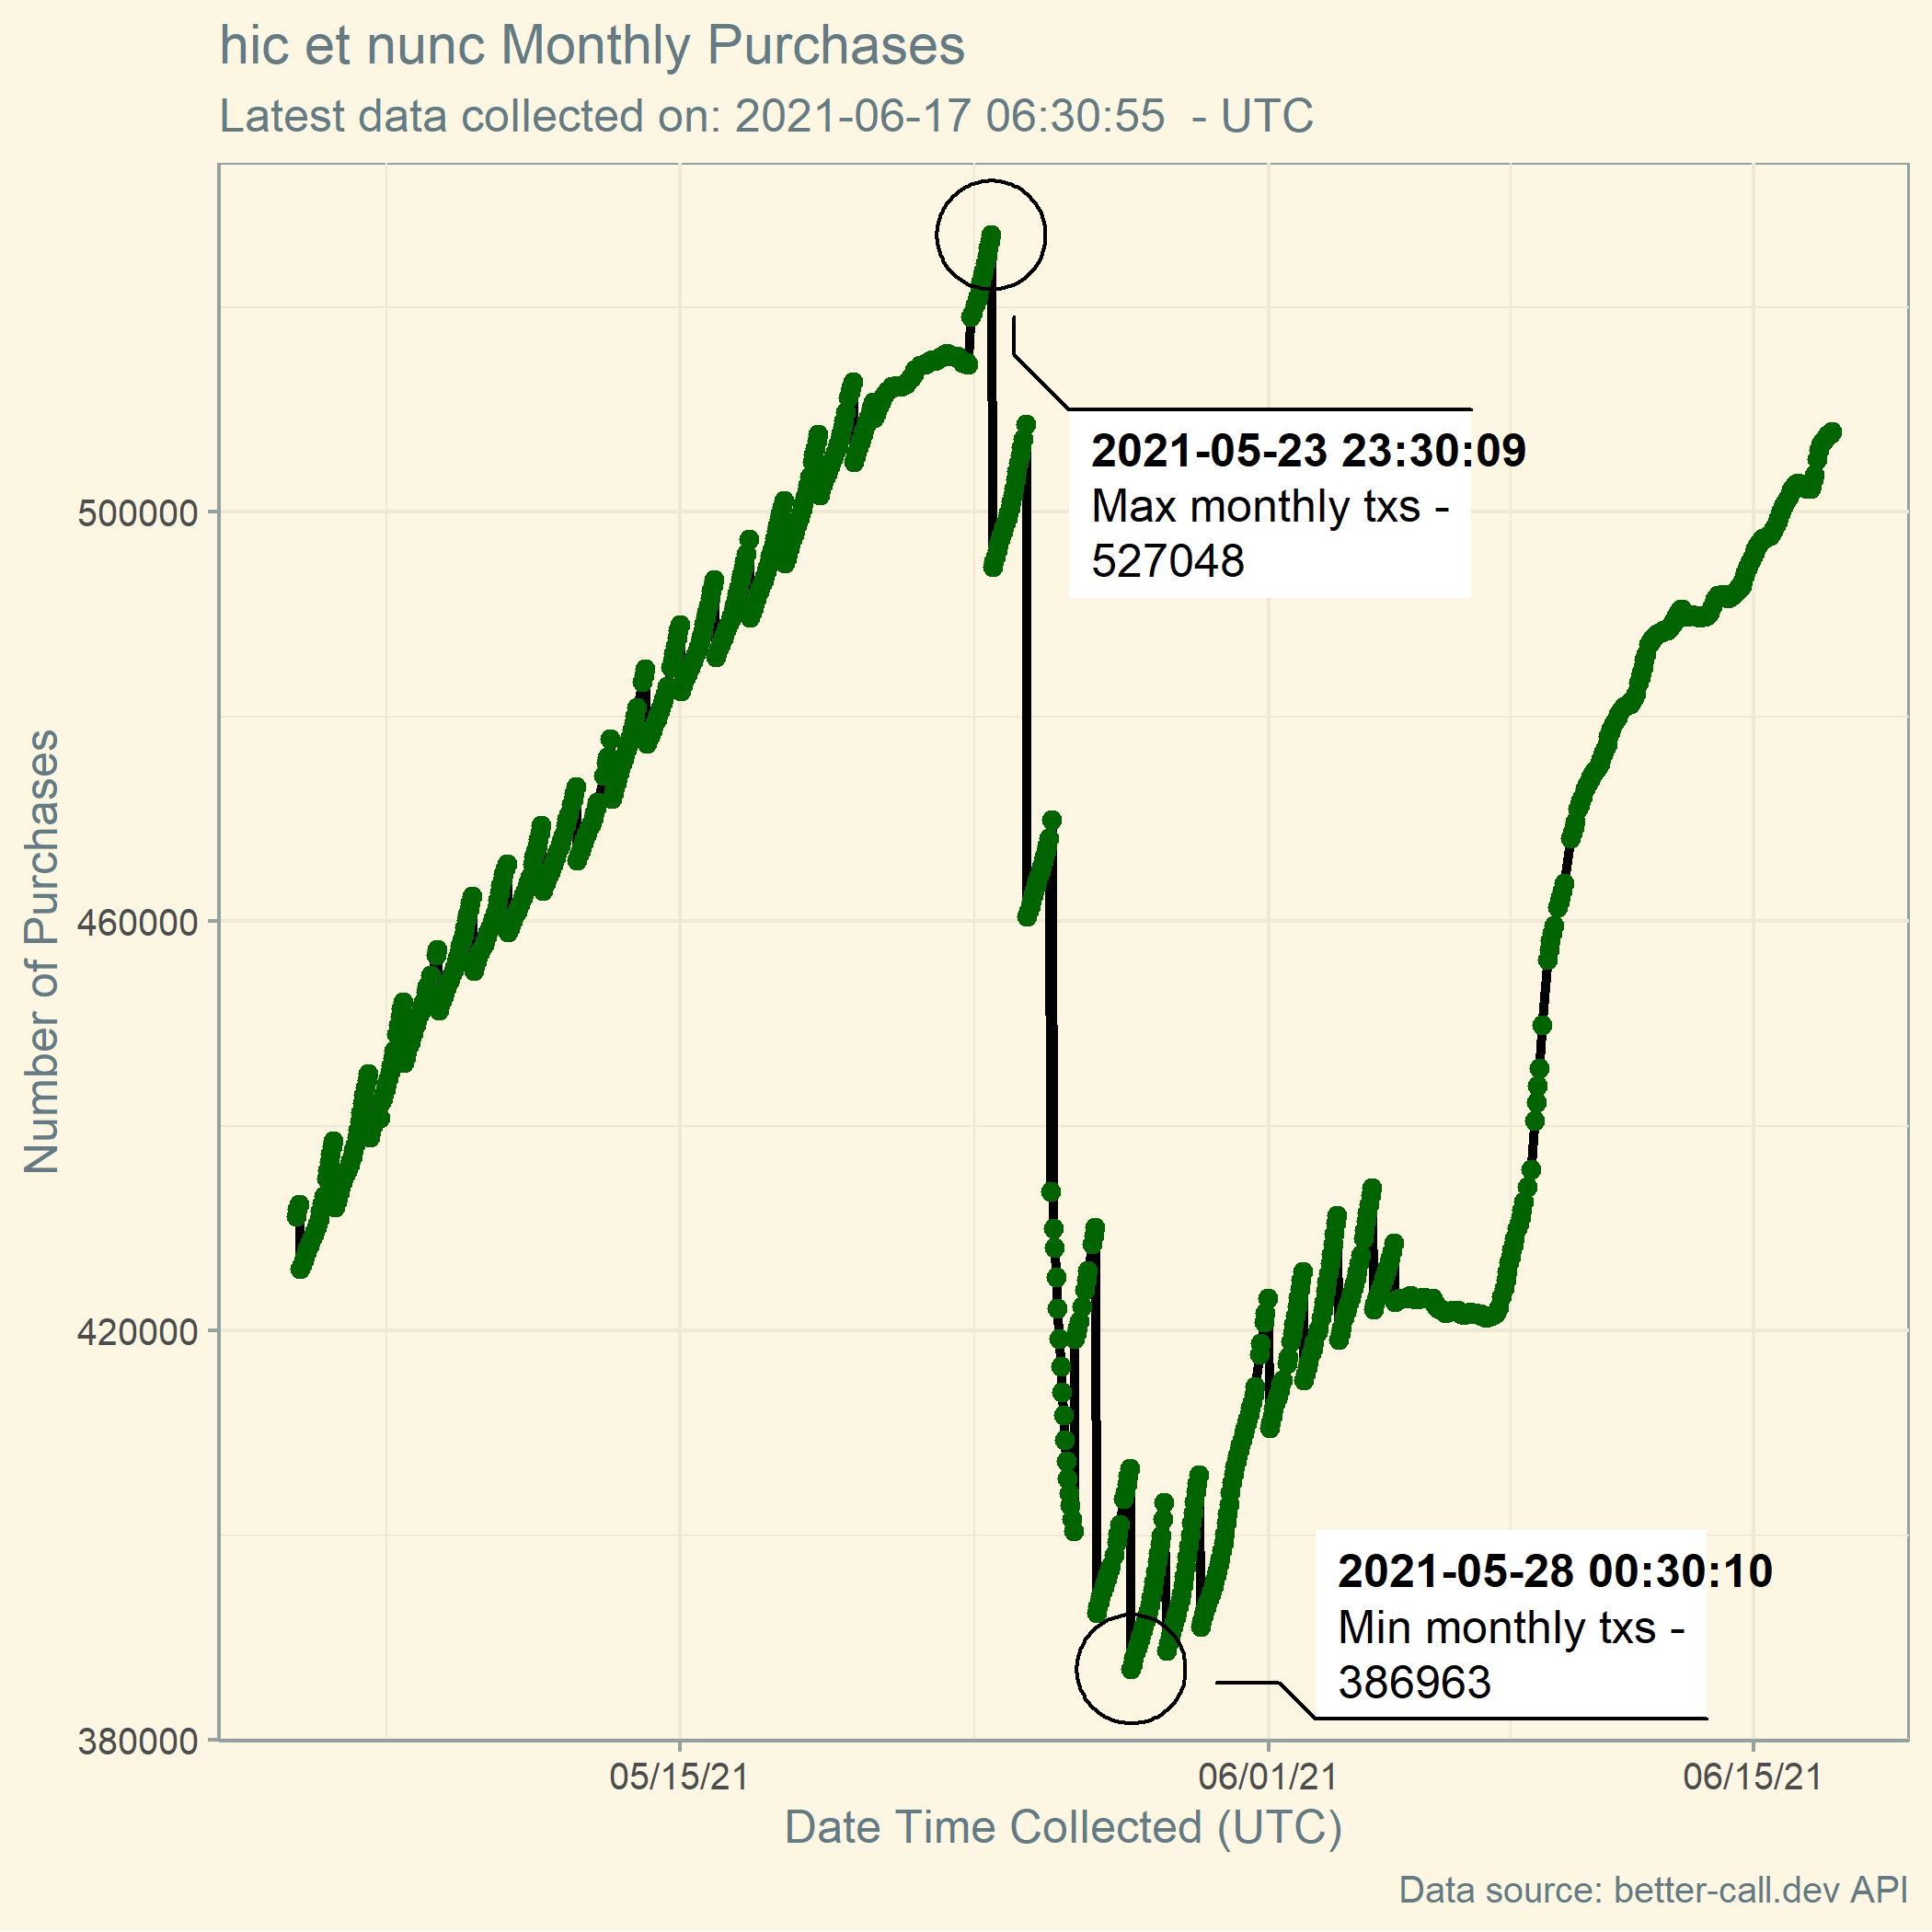 hic et nunc Monthly Purchases
Latest data collected on: 2021-06-17 06:30:55  - UTC
2021-05-23 23:30:09
Max monthly txs -
527048
500000
460000
420000
380000
Number of Purchases
2021-05-28 00:30:10
Min monthly txs -
386963
05/15/21
06/01/21
06/15/21
Date Time Collected (UTC)
Data source: better-call.dev API